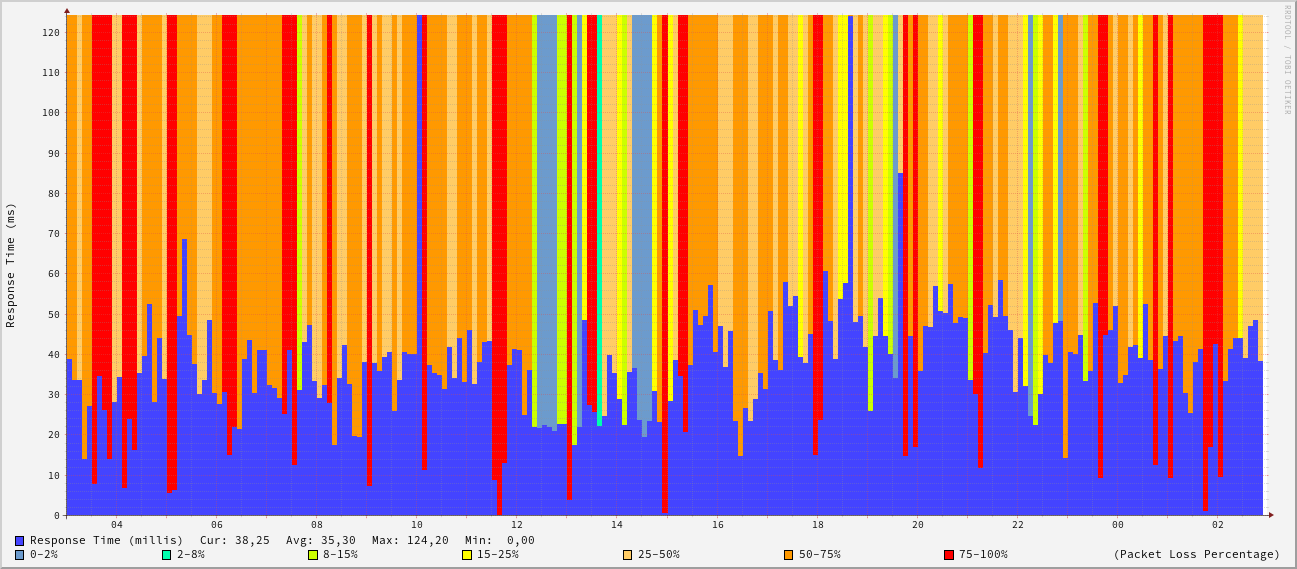 RRDTOOL / TOBI OETIKER
Response Time (ms)
120
110
100
90
80
70
60
50
40
30
20
10
0
04 06 08 10 12 14 16 18 20 22 00 02
Response Time (millis) Cur: 38,25 Avg: 35,30 Max: 124,20 Min: 0,00
0-2% 2-8% 8-15% 15-25% 25-50% 50-75% 75-100% (Packet Loss Percentage)